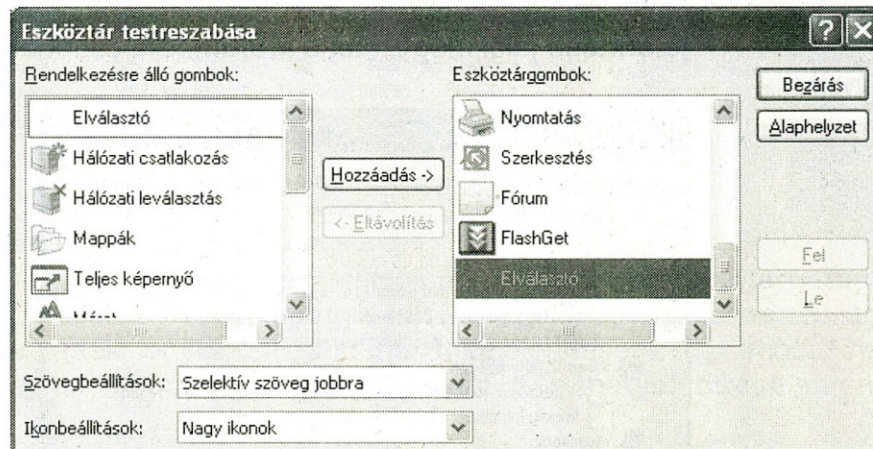 Eszköztár testreszabása
Rendelkezésre álló gombok:
Elválasztó
Hálózati csatlakozás
Hálózati leválasztás
Mappák
Teljes képernyő
Hozzáadás ->
<- Eltávolítás
Eszköztárgombok:
Nyomtatás
Szerkesztés
Fórum
FlashGet
Elválasztó
Bezárás
Alaphelyzet
Fel
Le
Szövegbeállítások: Szelektív szöveg jobbra
Ikonbeállítások: Nagy ikonok